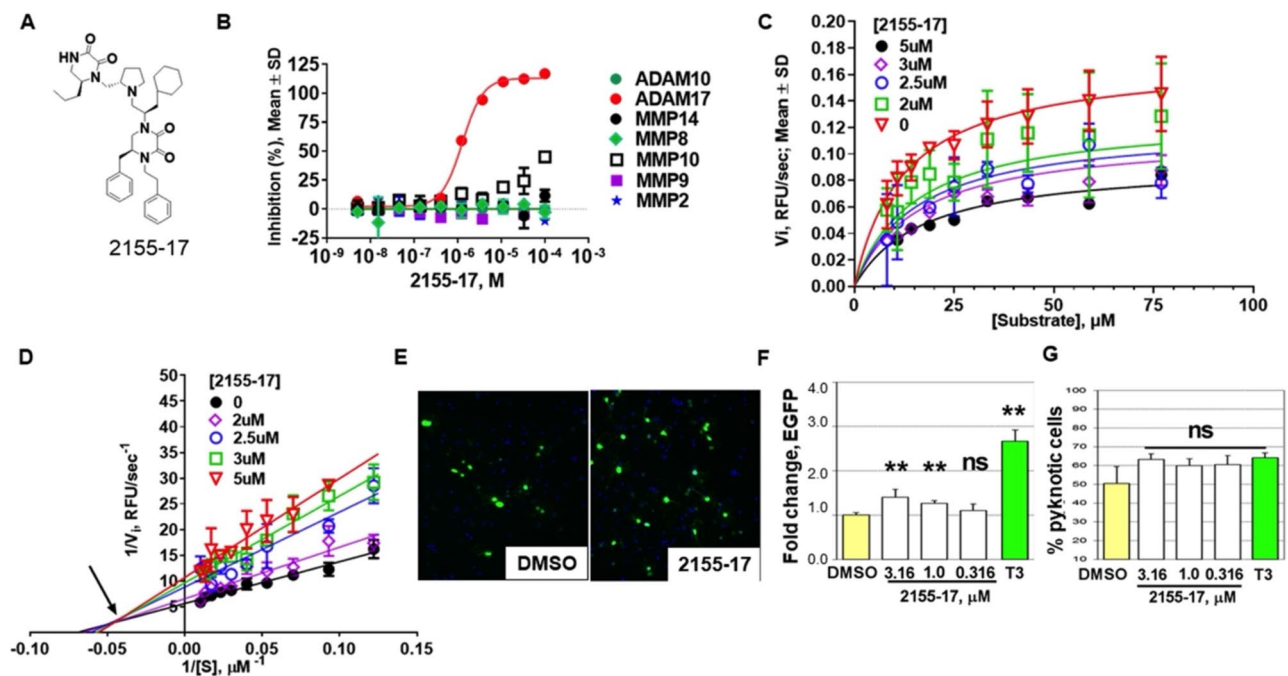 A
HN
O
O
N
N
N
O
N
O
2155-17
B
Inhibition (%), Mean ± SD
125
100
75
50
25
0
-25
10-9 10-8 10-7 10-6 10-5 10-4 10-3
2155-17, M
ADAM10
ADAM17
MMP14
MMP8
MMP10
MMP9
MMP2
C
[2155-17]
5uM
3uM
2.5uM
2uM
0
Vi, RFU/sec; Mean ± SD
0.20
0.18
0.16
0.14
0.12
0.10
0.08
0.06
0.04
0.02
0.00
0 25 50 75 100
[Substrate], µM
D
[2155-17]
0
2uM
2.5uM
3uM
5uM
1/Vi, RFU/sec-1
50
45
40
35
30
25
20
15
10
5
-0.10 -0.05 0.00 0.05 0.10 0.15
1/[S], µM-1
E
DMSO
2155-17
F
Fold change, EGFP
4.0
3.0
2.0
1.0
0.0
** ** ns **
DMSO 3.16 1.0 0.316 T3
2155-17, µM
G
% pyknotic cells
100
90
80
70
60
50
40
30
20
10
ns
DMSO 3.16 1.0 0.316 T3
2155-17, µM